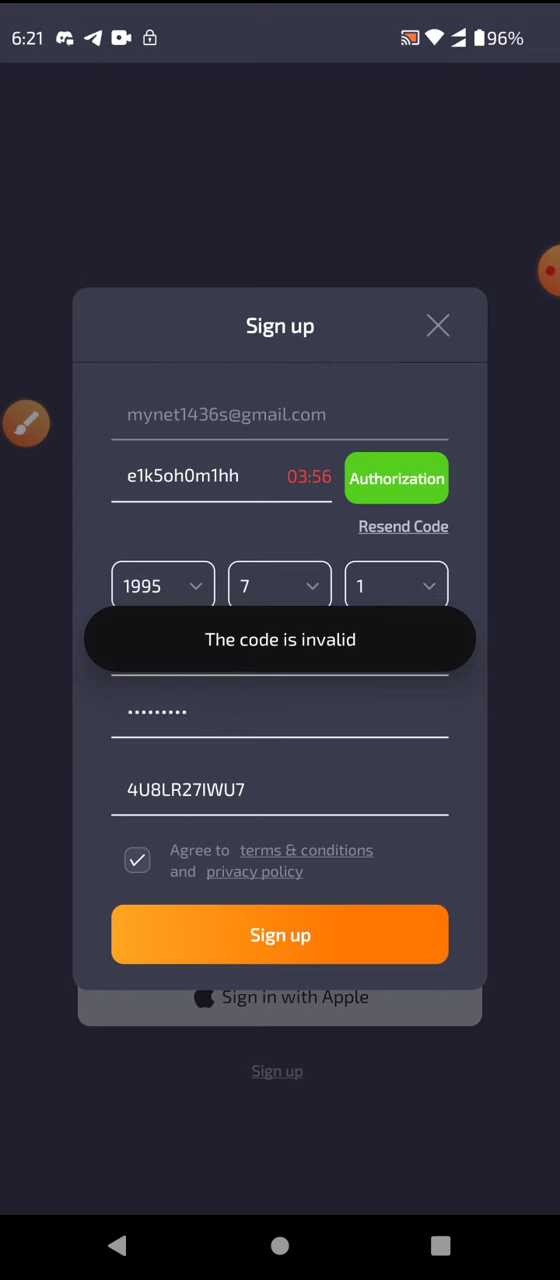 6:21
96%
Sign up
mynet1436s@gmail.com
e1k5oh0m1hh 03:56 Authorization
Resend Code
1995 7 1
The code is invalid
•••••••••
4U8LR27IWU7
Agree to terms & conditions
and privacy policy
Sign up
Sign in with Apple
Sign up